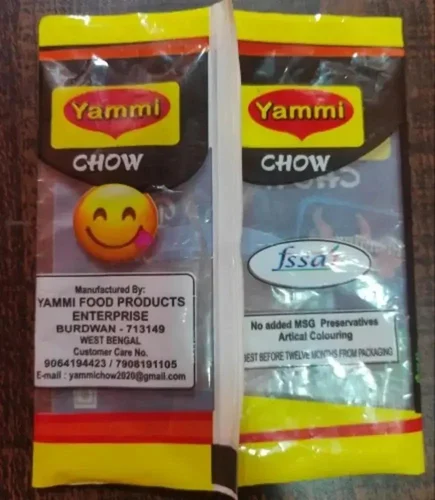 Yammi
CHOW
Manufactured By:
YAMMI FOOD PRODUCTS
ENTERPRISE
BURDWAN - 713149
WEST BENGAL
Customer Care No.
9064194423 / 7908191105
E-mail : yammichow2020@gmail.com
Yammi
CHOW
fssai
No added MSG Preservatives
Artical Colouring
BEST BEFORE TWELVE MONTHS FROM PACKAGING